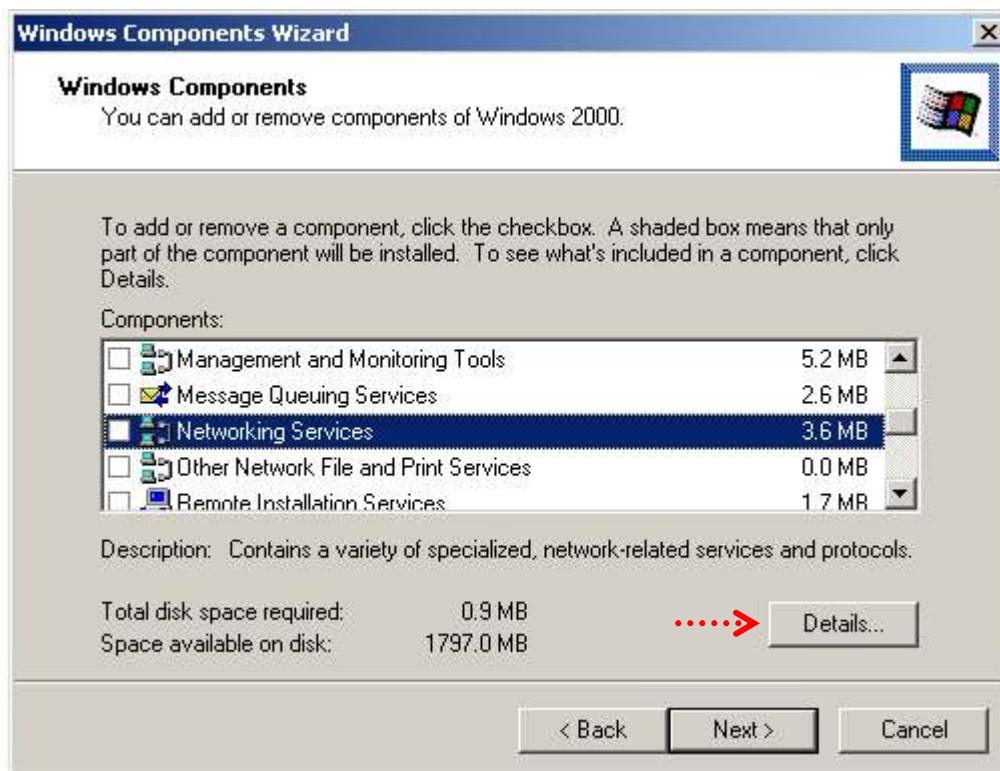 Windows Components Wizard
Windows Components
You can add or remove components of Windows 2000.
To add or remove a component, click the checkbox. A shaded box means that only
part of the component will be installed. To see what's included in a component, click
Details.
Components:
Management and Monitoring Tools 5.2 MB
Message Queuing Services 2.6 MB
Networking Services 3.6 MB
Other Network File and Print Services 0.0 MB
Remote Installation Services 1.7 MB
Description: Contains a variety of specialized, network-related services and protocols.
Total disk space required: 0.9 MB
Space available on disk: 1797.0 MB
Details...
< Back Next > Cancel